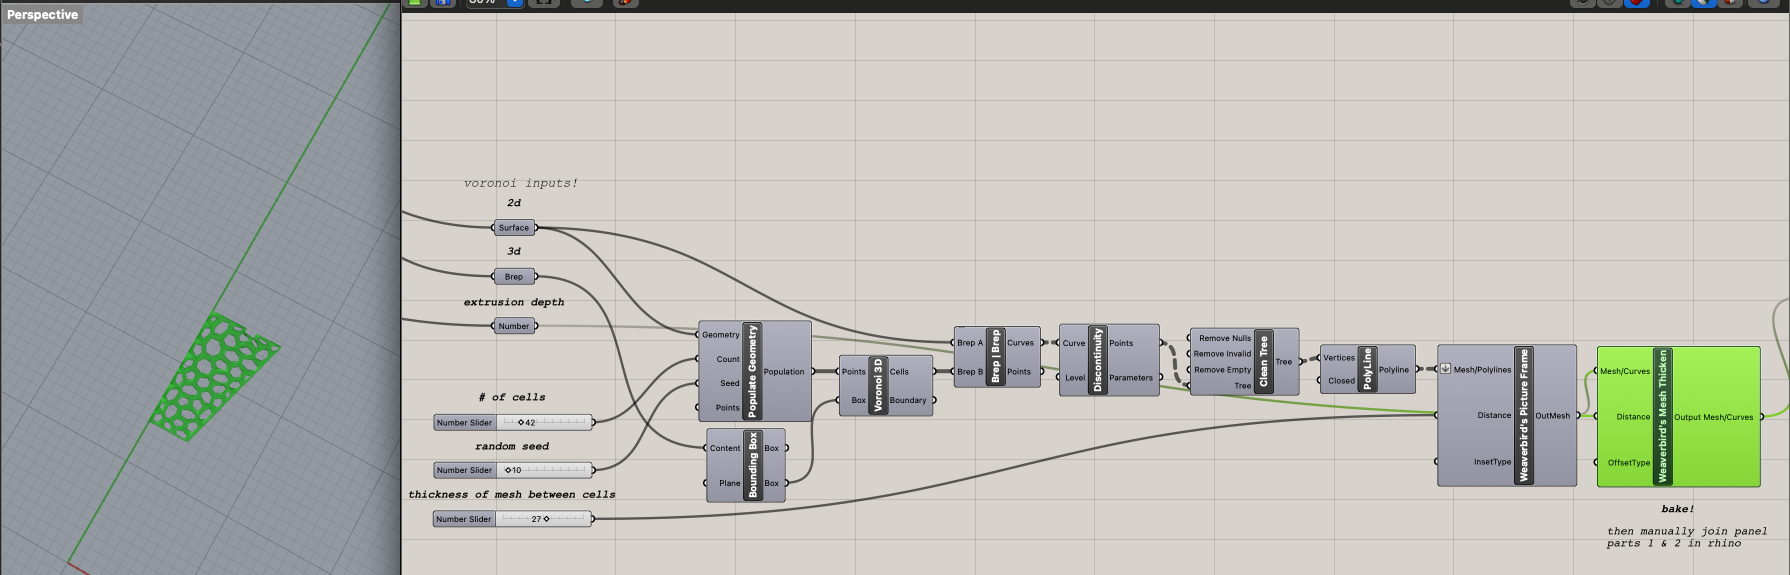 Perspective
voronoi inputs!
2d
Surface
3d
Brep
extrusion depth
Number
# of cells
Number Slider 42
random seed
Number Slider 10
thickness of mesh between cells
Number Slider 27
Geometry
Count
Seed
Points
Populate Geometry
Population
Content
Plane
Bounding Box
Box
Box
Points
Box
Voronoi 3D
Cells
Boundary
Brep A
Brep B
Brep | Brep
Curves
Points
Curve
Level
Discontinuity
Points
Parameters
Remove Nulls
Remove Invalid
Remove Empty
Tree
Clean Tree
Tree
Vertices
Closed
PolyLine
Polyline
Mesh/Polylines
Distance
InsetType
Weaverbird's Picture Frame
OutMesh
Mesh/Curves
Distance
OffsetType
Weaverbird's Mesh Thicken
Output Mesh/Curves
bake!
then manually join panel
parts 1 & 2 in rhino